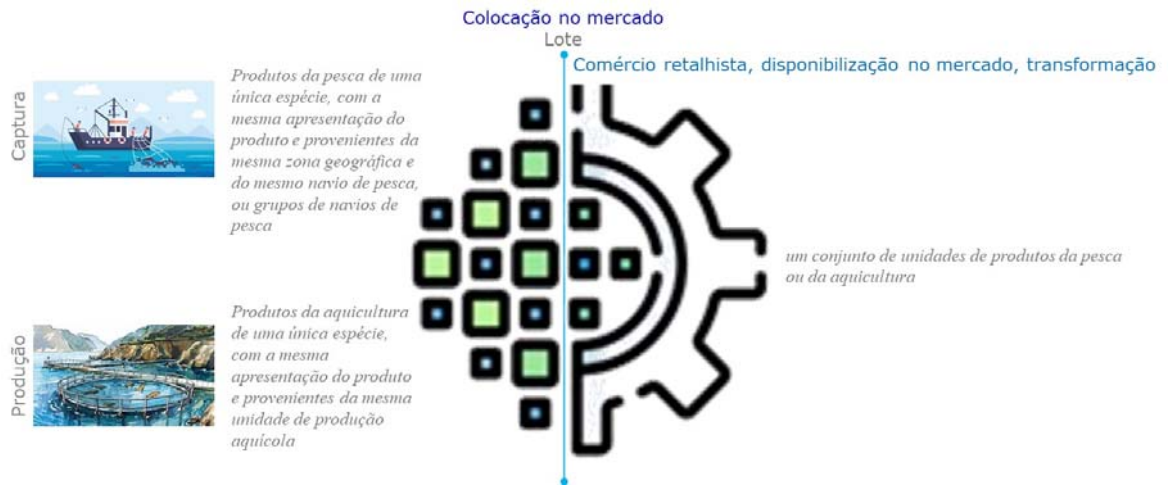 Colocação no mercado
Lote
Comércio retalhista, disponibilização no mercado, transformação
Captura
Produtos da pesca de uma
única espécie, com a
mesma apresentação do
produto e provenientes da
mesma zona geográfica e
do mesmo navio de pesca,
ou grupos de navios de
pesca
um conjunto de unidades de produtos da pesca
ou da aquicultura
Produção
Produtos da aquicultura
de uma única espécie,
com a mesma
apresentação do produto
e provenientes da mesma
unidade de produção
aquícola